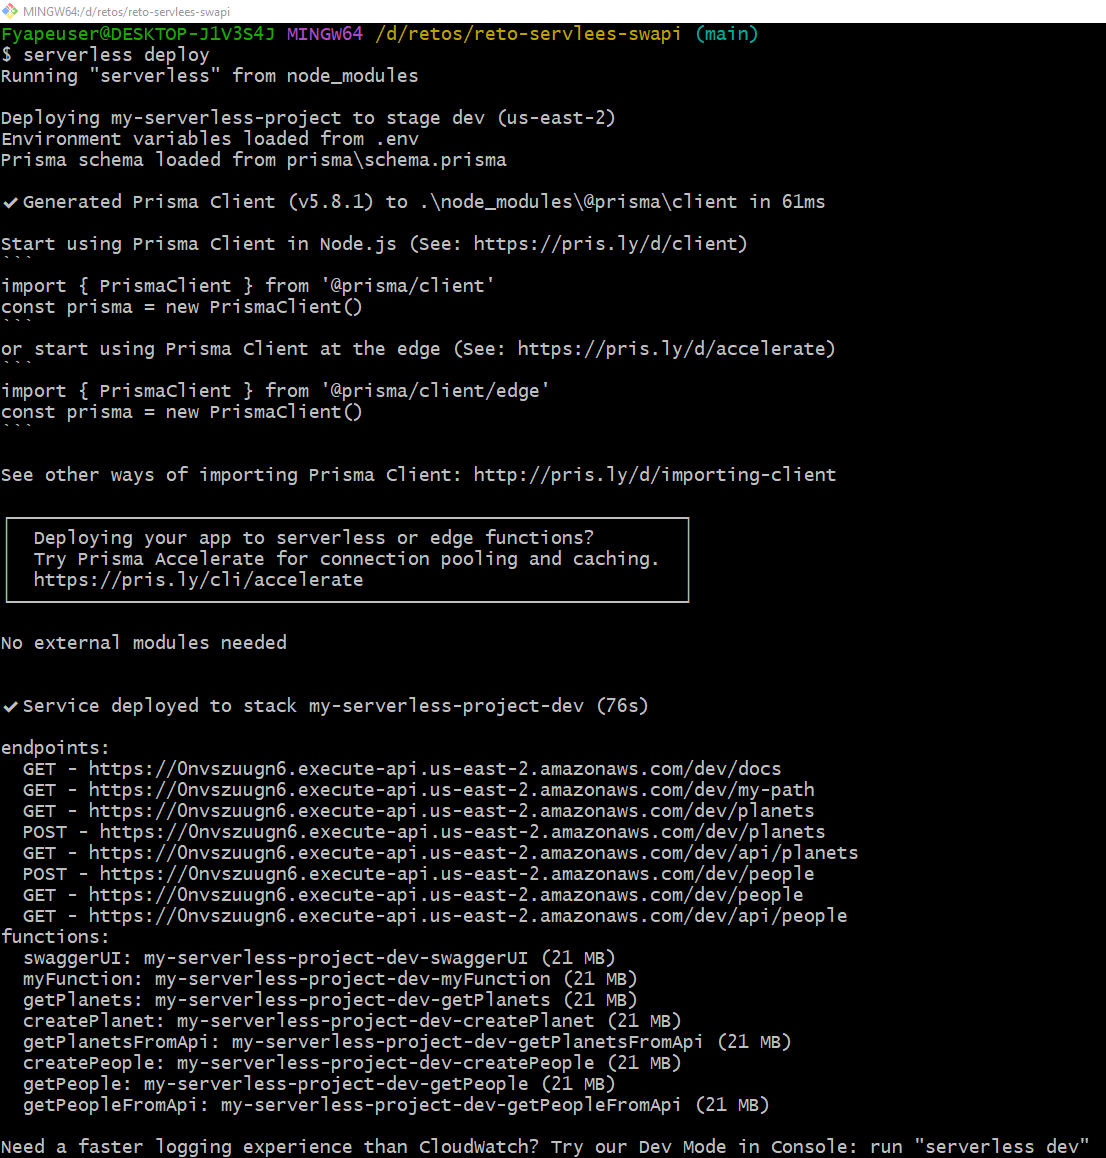 MINGW64:/d/retos/reto-servlees-swapi
Fyapeuser@DESKTOP-J1V3S4J MINGW64 /d/retos/reto-servlees-swapi (main)
$ serverless deploy
Running "serverless" from node_modules
Deploying my-serverless-project to stage dev (us-east-2)
Environment variables loaded from .env
Prisma schema loaded from prisma\schema.prisma
✔ Generated Prisma Client (v5.8.1) to .\node_modules\@prisma\client in 61ms
Start using Prisma Client in Node.js (See: https://pris.ly/d/client)
```
import { PrismaClient } from '@prisma/client'
const prisma = new PrismaClient()
```
or start using Prisma Client at the edge (See: https://pris.ly/d/accelerate)
```
import { PrismaClient } from '@prisma/client/edge'
const prisma = new PrismaClient()
```
See other ways of importing Prisma Client: http://pris.ly/d/importing-client
Deploying your app to serverless or edge functions?
Try Prisma Accelerate for connection pooling and caching.
https://pris.ly/cli/accelerate
No external modules needed
✔ Service deployed to stack my-serverless-project-dev (76s)
endpoints:
GET - https://0nvszuugn6.execute-api.us-east-2.amazonaws.com/dev/docs
GET - https://0nvszuugn6.execute-api.us-east-2.amazonaws.com/dev/my-path
GET - https://0nvszuugn6.execute-api.us-east-2.amazonaws.com/dev/planets
POST - https://0nvszuugn6.execute-api.us-east-2.amazonaws.com/dev/planets
GET - https://0nvszuugn6.execute-api.us-east-2.amazonaws.com/dev/api/planets
POST - https://0nvszuugn6.execute-api.us-east-2.amazonaws.com/dev/people
GET - https://0nvszuugn6.execute-api.us-east-2.amazonaws.com/dev/people
GET - https://0nvszuugn6.execute-api.us-east-2.amazonaws.com/dev/api/people
functions:
swaggerUI: my-serverless-project-dev-swaggerUI (21 MB)
myFunction: my-serverless-project-dev-myFunction (21 MB)
getPlanets: my-serverless-project-dev-getPlanets (21 MB)
createPlanet: my-serverless-project-dev-createPlanet (21 MB)
getPlanetsFromApi: my-serverless-project-dev-getPlanetsFromApi (21 MB)
createPeople: my-serverless-project-dev-createPeople (21 MB)
getPeople: my-serverless-project-dev-getPeople (21 MB)
getPeopleFromApi: my-serverless-project-dev-getPeopleFromApi (21 MB)
Need a faster logging experience than CloudWatch? Try our Dev Mode in Console: run "serverless dev"